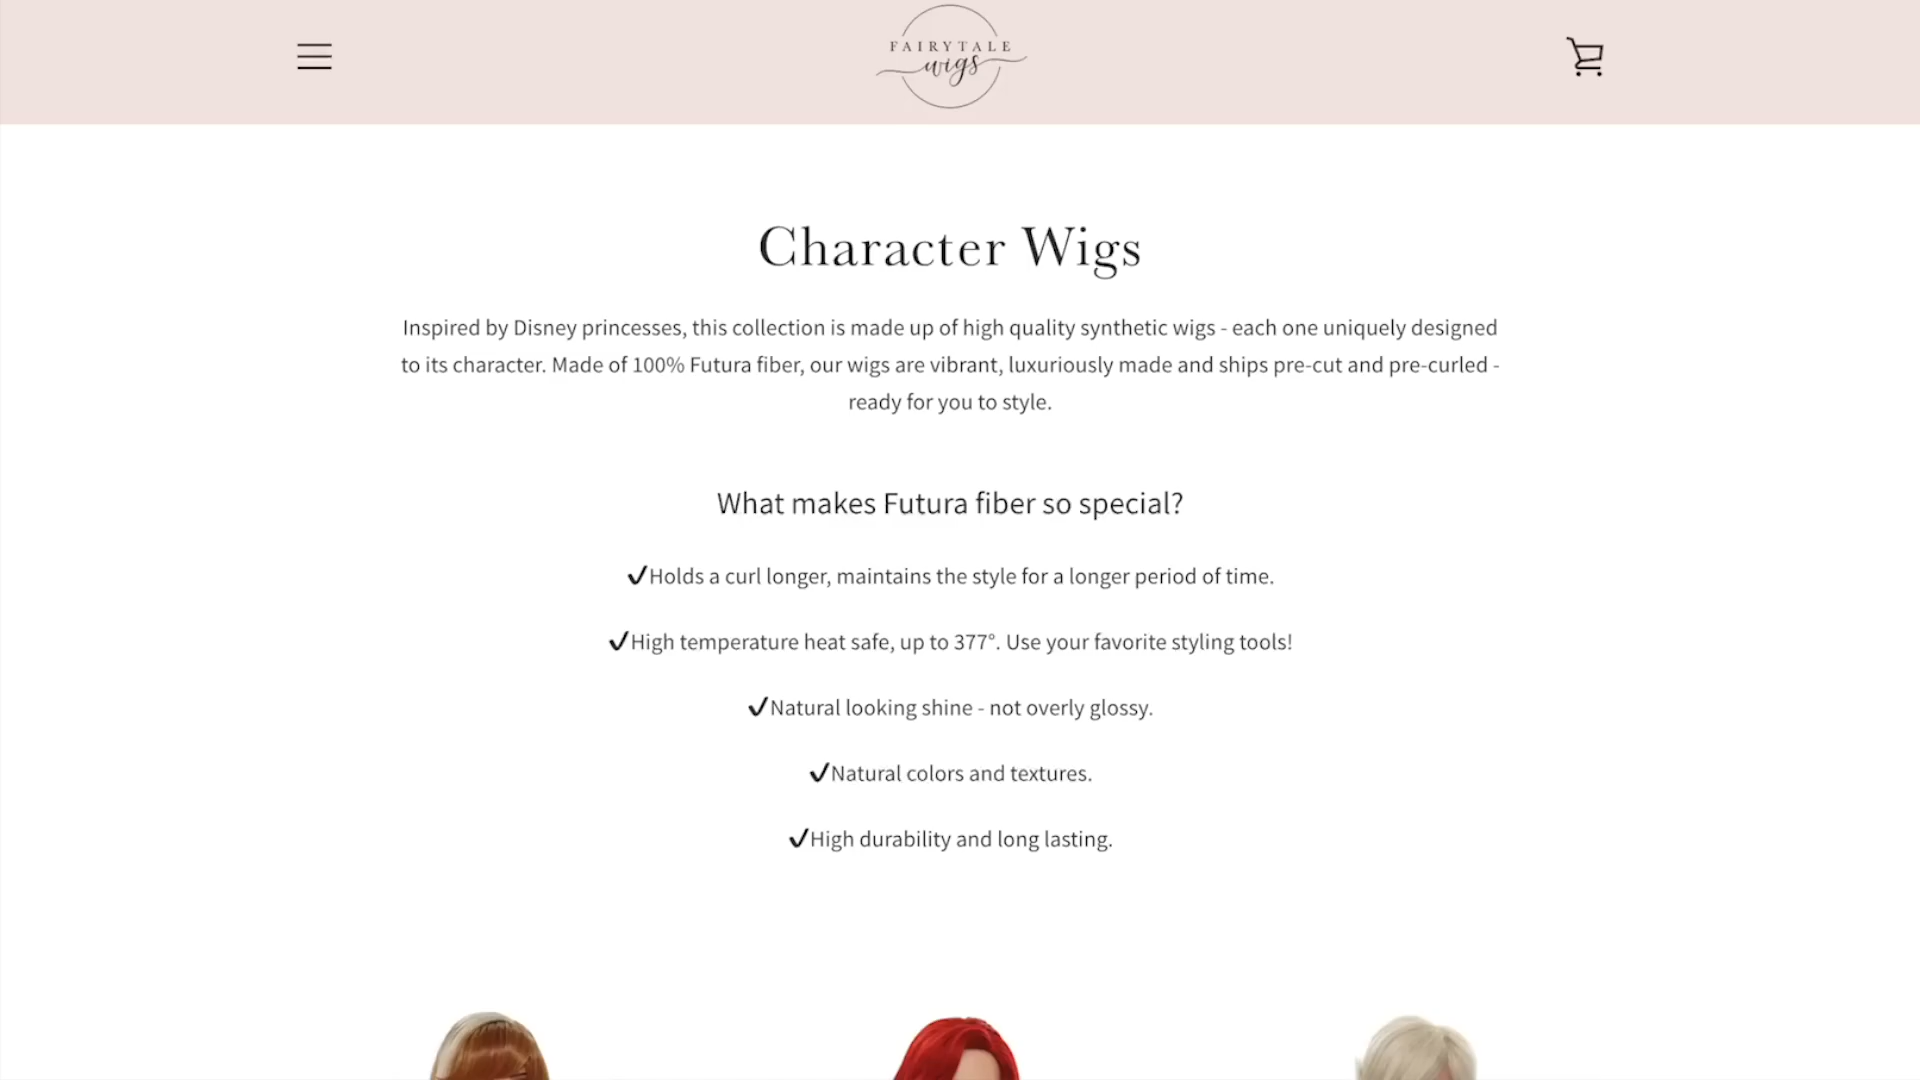 FAIRYTALE
wigs
Character Wigs
Inspired by Disney princesses, this collection is made up of high quality synthetic wigs - each one uniquely designed
to its character. Made of 100% Futura fiber, our wigs are vibrant, luxuriously made and ships pre-cut and pre-curled -
ready for you to style.
What makes Futura fiber so special?
✔Holds a curl longer, maintains the style for a longer period of time.
✔High temperature heat safe, up to 377°. Use your favorite styling tools!
✔Natural looking shine - not overly glossy.
✔Natural colors and textures.
✔High durability and long lasting.